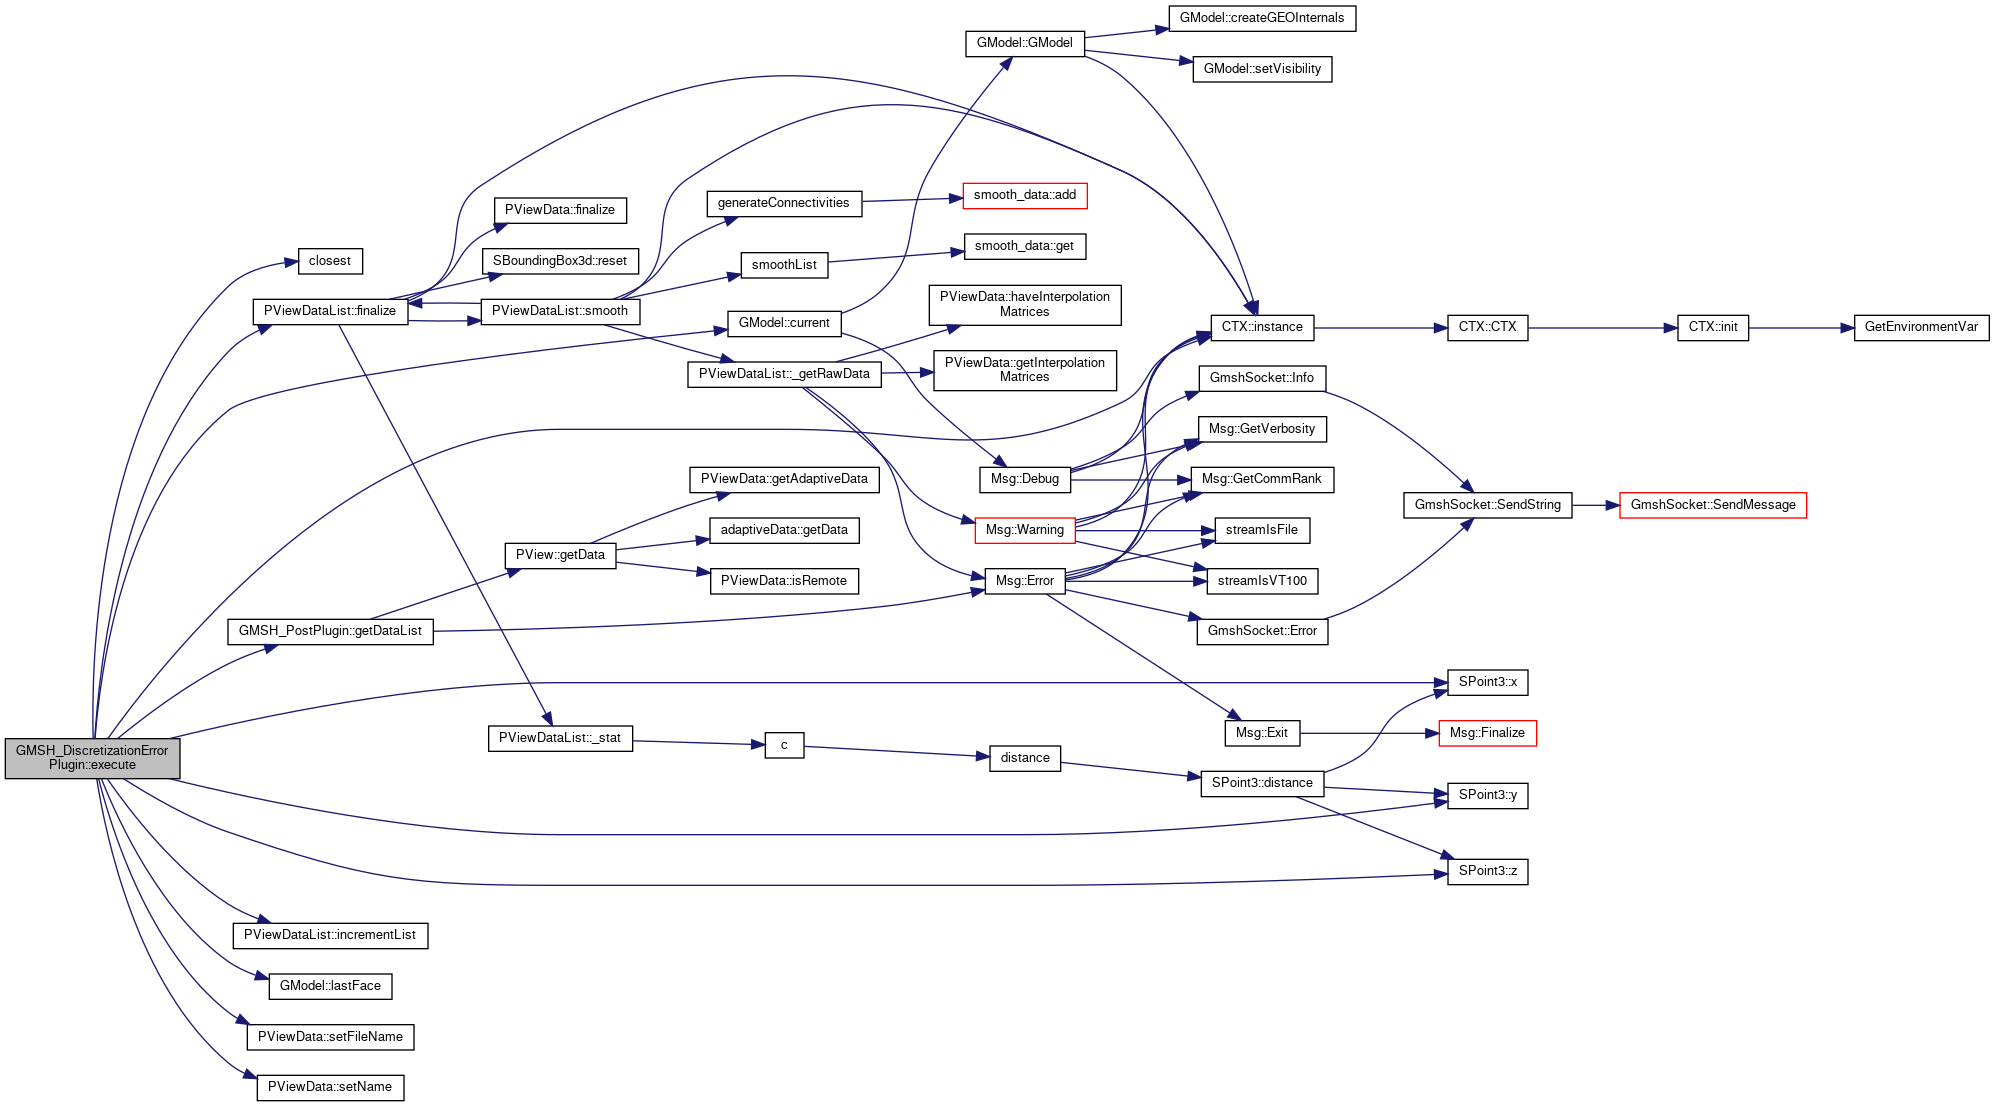 GModel::createGEOInternals
GModel::GModel
GModel::setVisibility
smooth_data::add
generateConnectivities
PViewData::finalize
smooth_data::get
closest
SBoundingBox3d::reset
smoothList
PViewData::haveInterpolation
Matrices
PViewDataList::finalize
PViewDataList::smooth
GModel::current
CTX::instance
CTX::CTX
CTX::init
GetEnvironmentVar
PViewData::getInterpolation
Matrices
PViewDataList::_getRawData
GmshSocket::Info
Msg::GetVerbosity
PViewData::getAdaptiveData
Msg::Debug
Msg::GetCommRank
GmshSocket::SendString
GmshSocket::SendMessage
adaptiveData::getData
Msg::Warning
streamIsFile
PView::getData
PViewData::isRemote
Msg::Error
streamIsVT100
GMSH_PostPlugin::getDataList
GmshSocket::Error
SPoint3::x
GMSH_DiscretizationError
Plugin::execute
PViewDataList::_stat
c
Msg::Exit
Msg::Finalize
distance
SPoint3::distance
SPoint3::y
SPoint3::z
PViewDataList::incrementList
GModel::lastFace
PViewData::setFileName
PViewData::setName